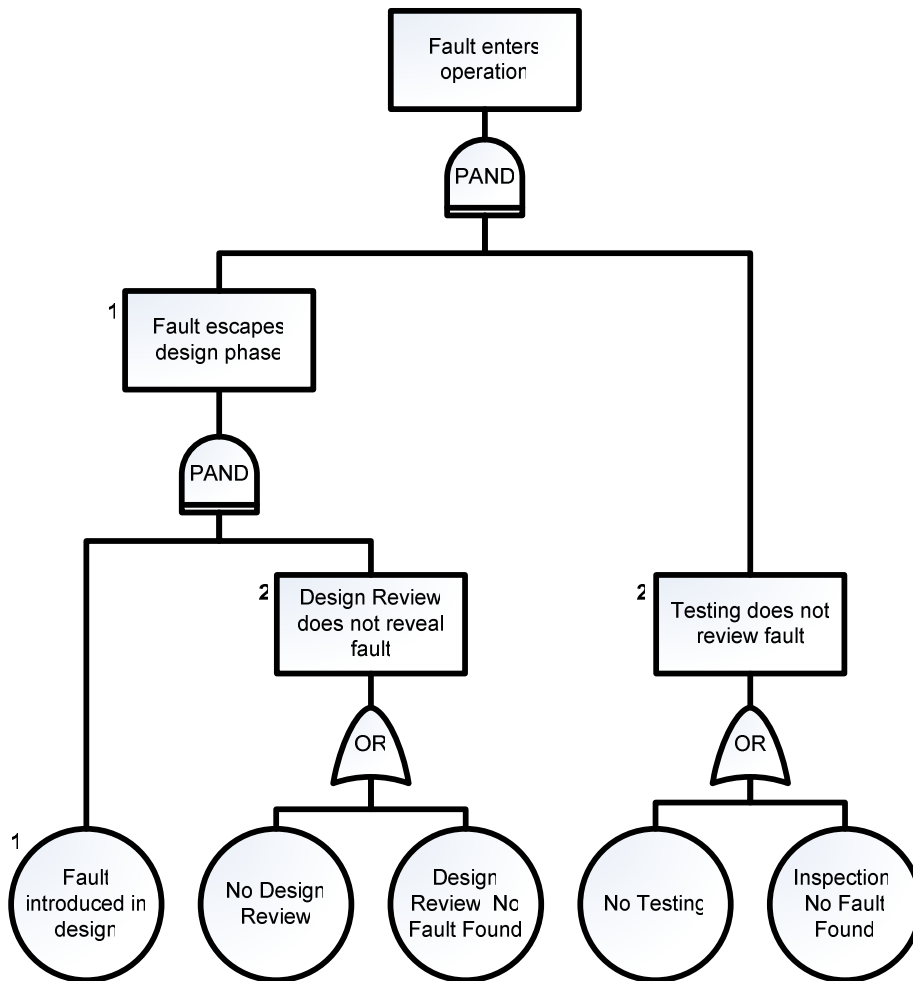 Fault enters
operation
PAND
1
Fault escapes
design phase
PAND
2
Design Review
does not reveal
fault
2
Testing does not
review fault
OR
OR
1
Fault
introduced in
design
No Design
Review
Design
Review No
Fault Found
No Testing
Inspection
No Fault
Found